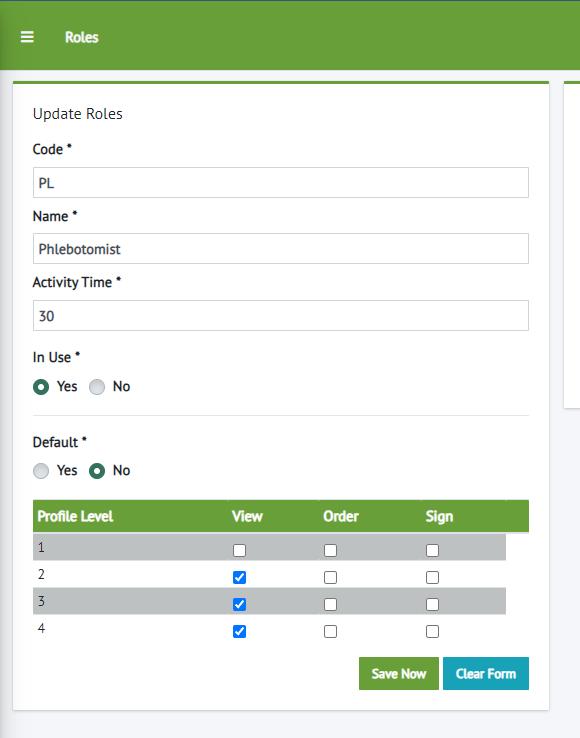 Roles
Update Roles
Code *
PL
Name *
Phlebotomist
Activity Time *
30
In Use *
Yes No
Default *
Yes No
Profile Level View Order Sign
1
2
3
4
Save Now Clear Form